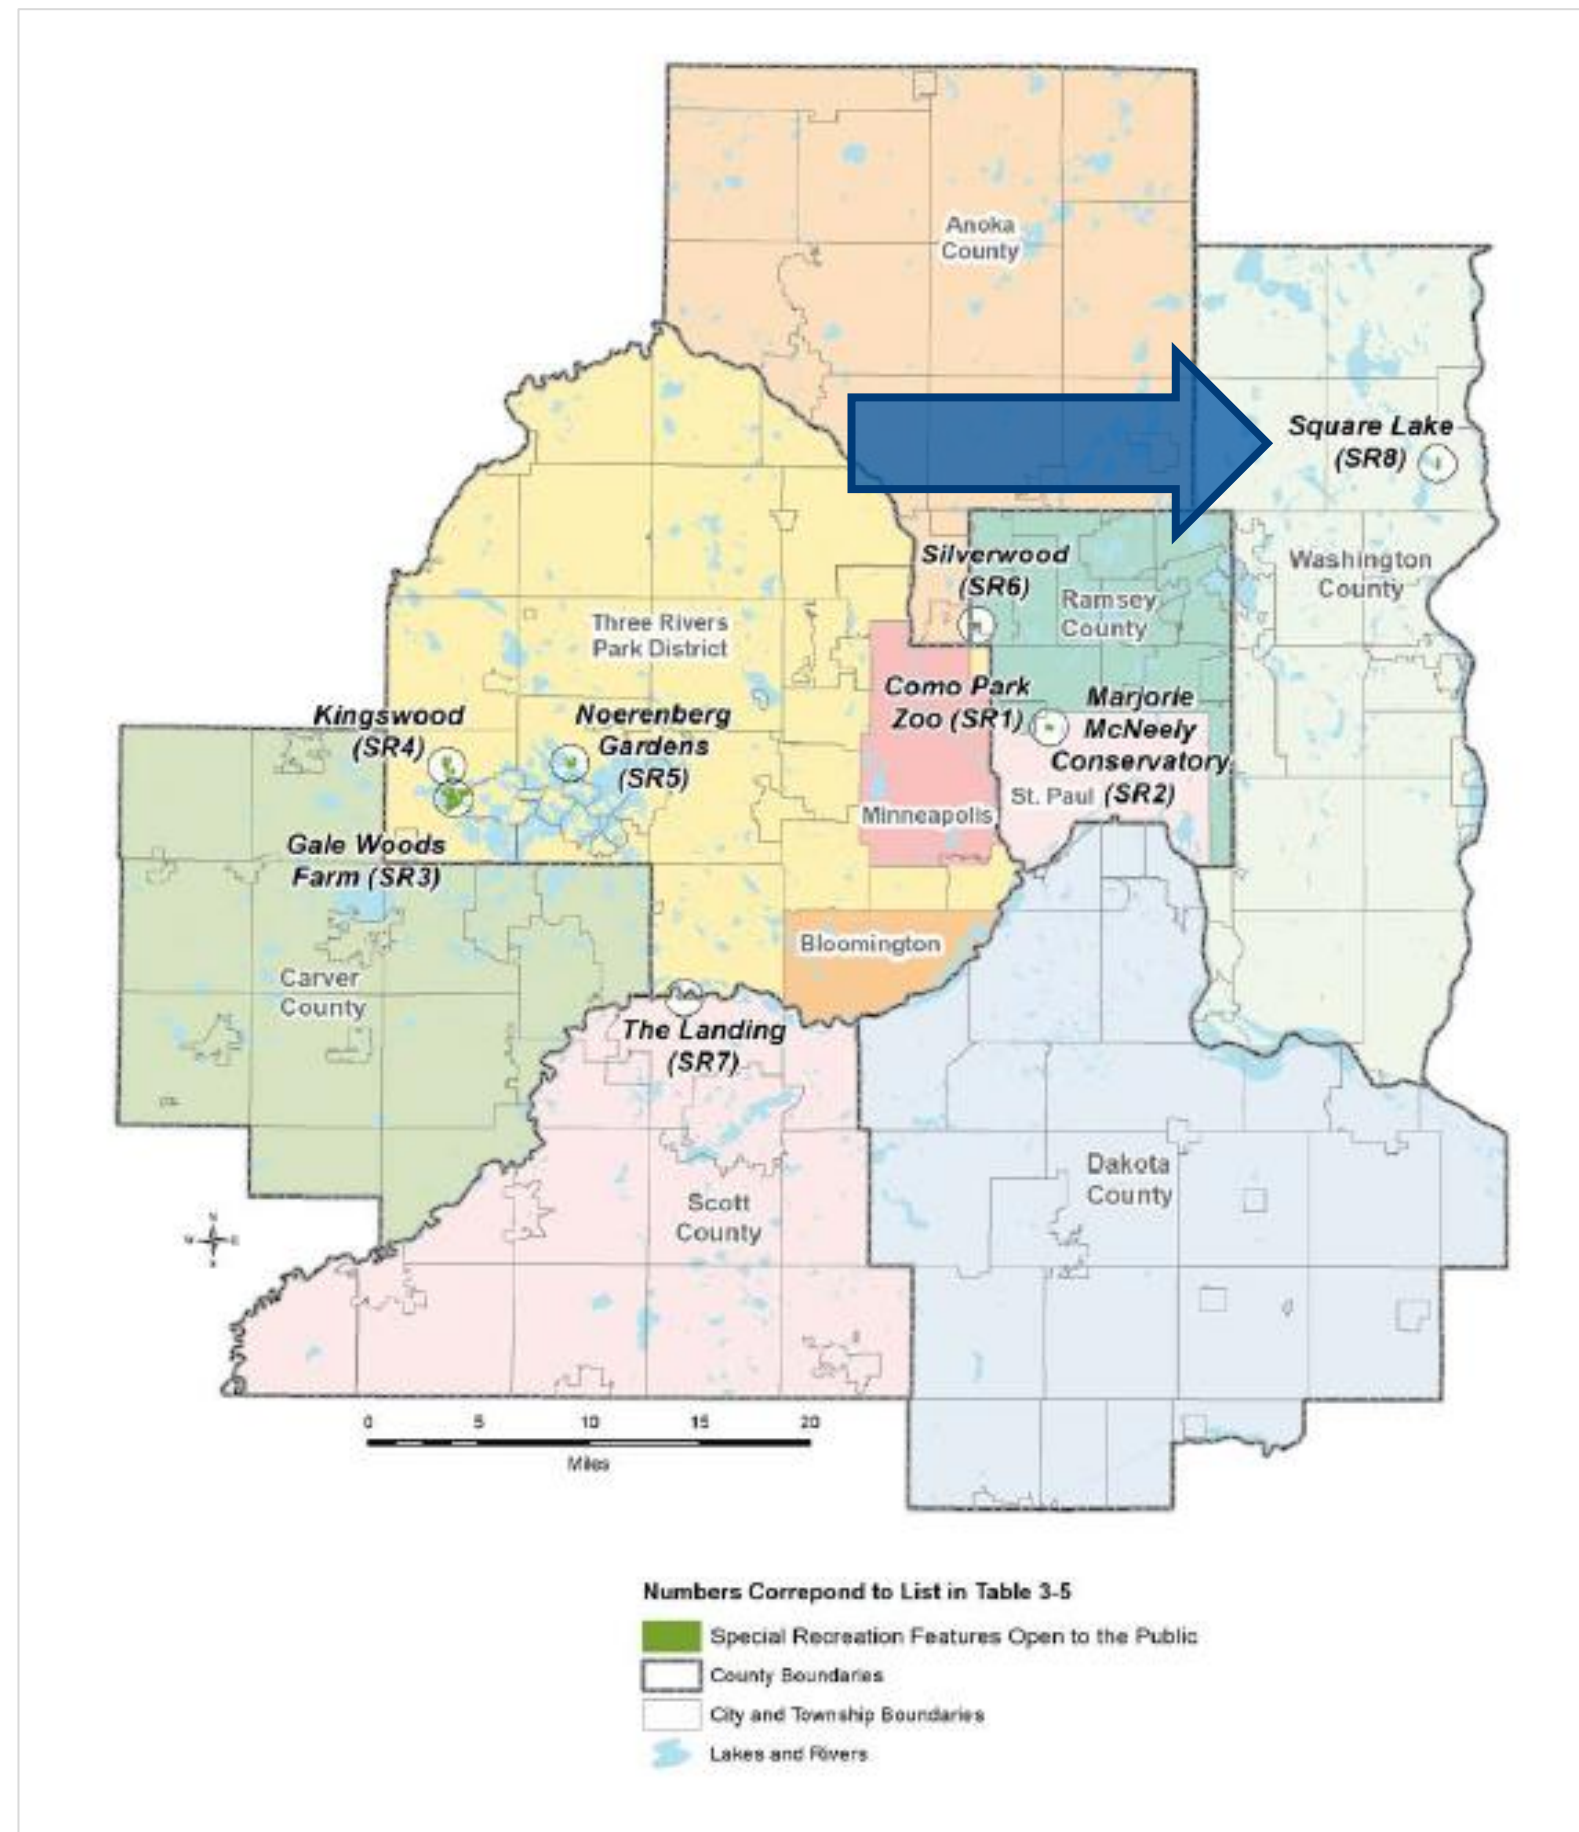 Anoka
County
Square Lake
(SR8)
Silverwood
(SR6)
Washington
County
Ramsey
County
Three Rivers
Park District
Como Park
Zoo (SR1)
Marjorie
McNeely
Conservatory
(SR2)
Kingswood
(SR4)
Noerenberg
Gardens
(SR5)
St. Paul
Minneapolis
Gale Woods
Farm (SR3)
Bloomington
Carver
County
The Landing
(SR7)
Dakota
County
Scott
County
N
W
E
0 5 10 15 20
Miles
Numbers Correpond to List in Table 3-5
Special Recreation Features Open to the Public
County Boundaries
City and Township Boundaries
Lakes and Rivers